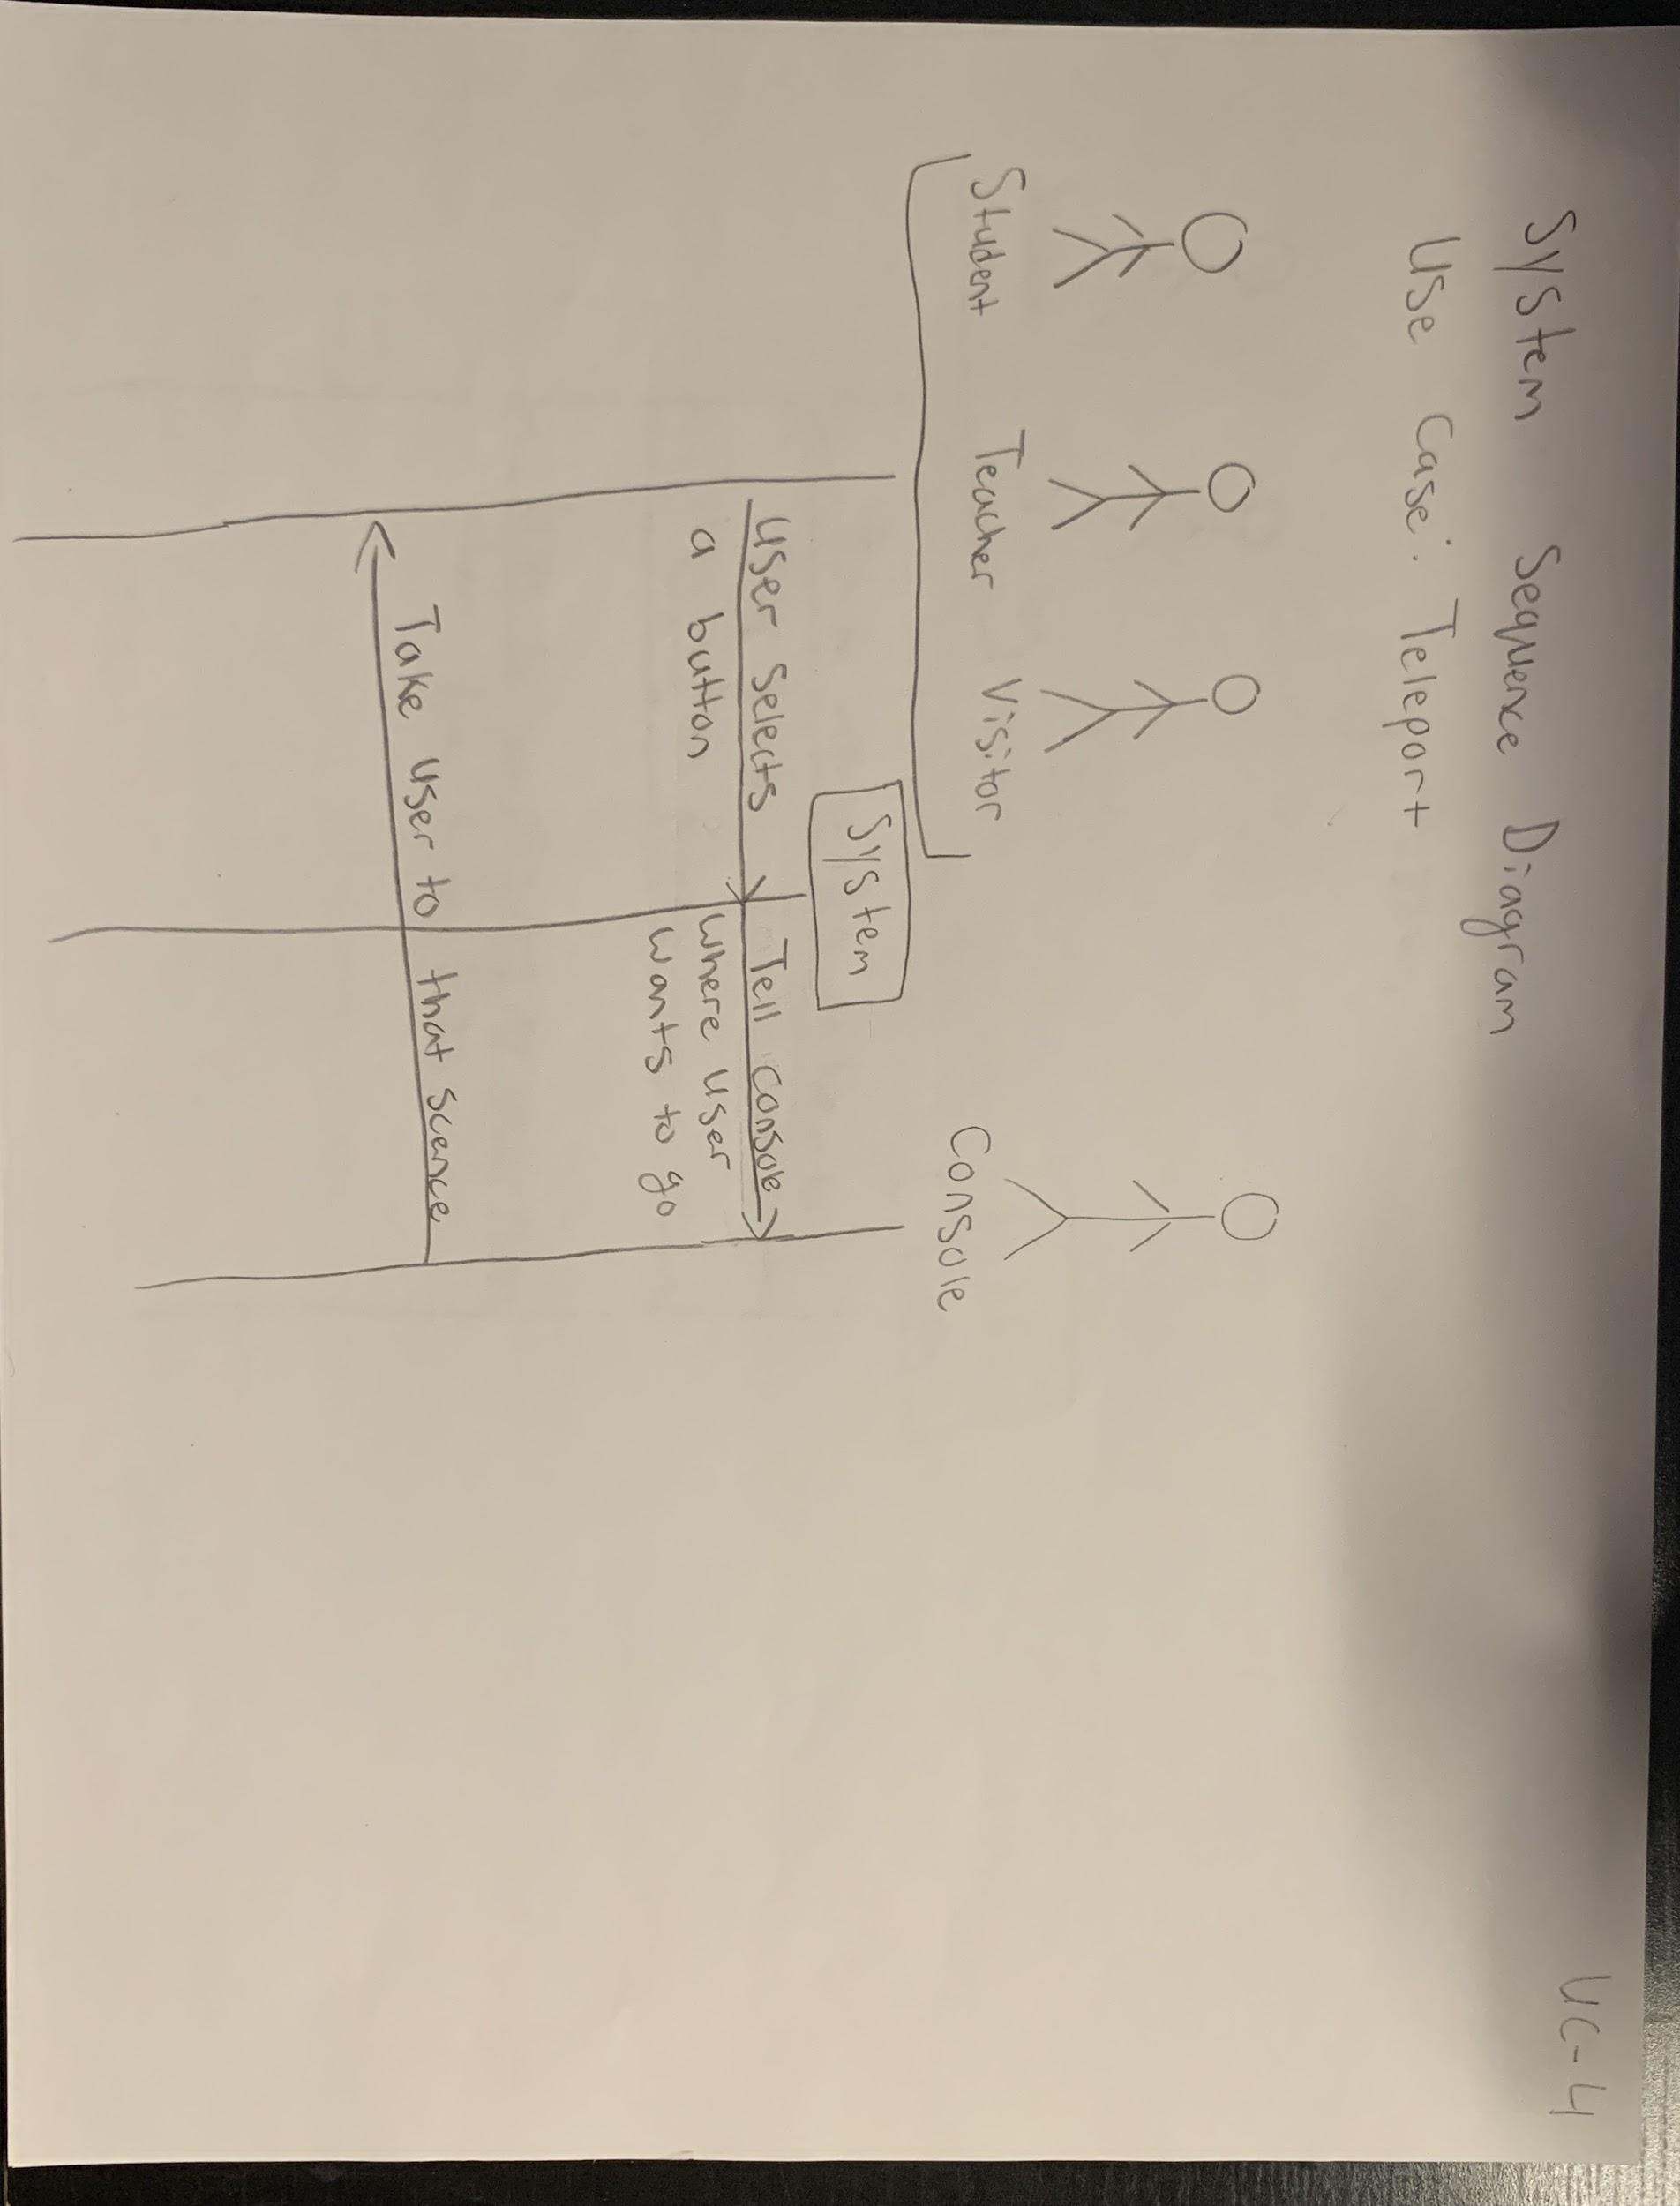 UC-4
System Sequence Diagram
Use Case: Teleport
Student Teacher Visitor
Console
System
User Selects
a button
Tell console
where user
wants to go
Take user to that scence